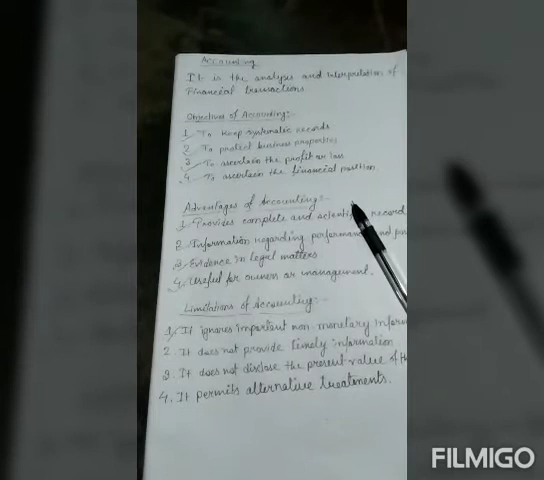 Accounting
It is the analysis and interpretation of
Financial transactions
Objectives of Accounting:-
1. To keep systematic records
2. To protect business properties
3. To ascertain the profit or loss
4. To ascertain the financial position
Advantages of Accounting:-
1. Provides complete and scientific record
2. Information regarding performance and
3. Evidence in legal matters
4. Useful for owners or management.
Limitations of Accounting:-
1. It ignores important non-monetary
2. It does not provide timely information
3. It does not disclose the present value of
4. It permits alternative treatments.
FILMIGO